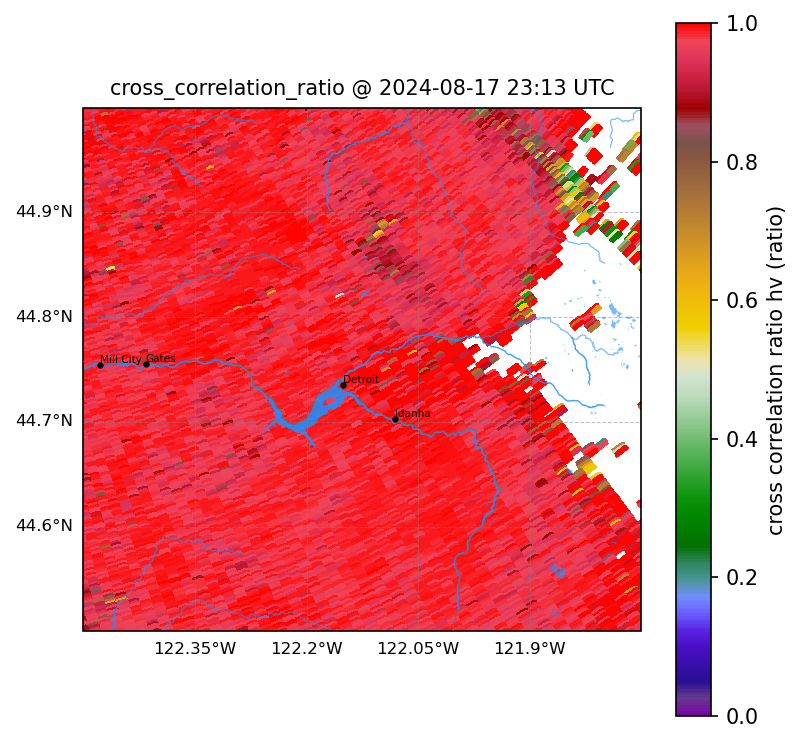 cross_correlation_ratio @ 2024-08-17 23:13 UTC
1.0
0.8
0.6
0.4
0.2
0.0
cross correlation ratio hv (ratio)
44.9°N
44.8°N
44.7°N
44.6°N
Mill City
Gates
Detroit
Idanha
122.35°W
122.2°W
122.05°W
121.9°W